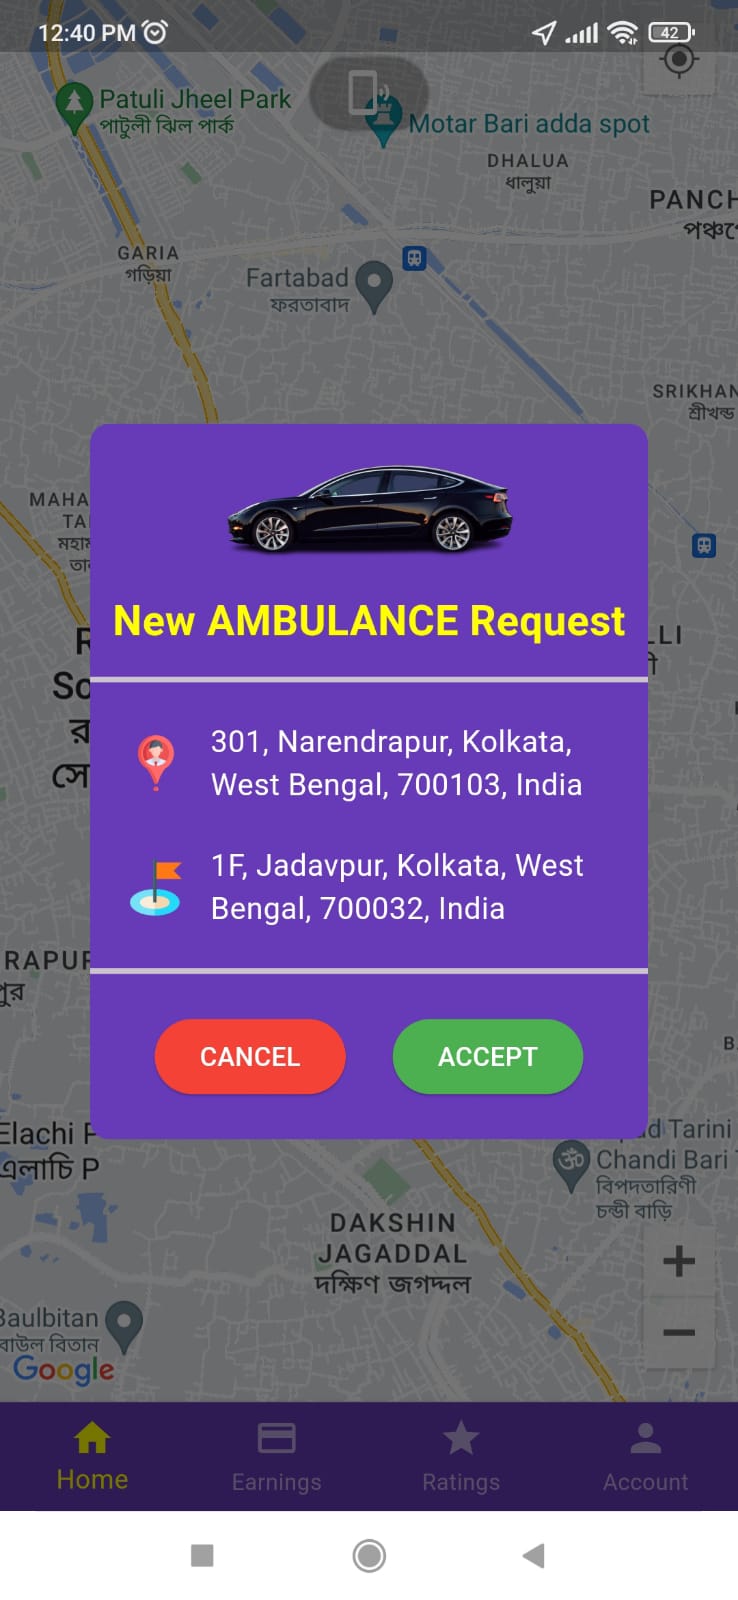 12:40 PM
42
Patuli Jheel Park
পাটুলী ঝিল পার্ক
Motar Bari adda spot
DHALUA
ধালুয়া
PANCH
পঞ্চপে
GARIA
গড়িয়া
Fartabad
ফরতাবাদ
SRIKHAN
শ্রীখন্ড
MAHA
TA
মহাম
তা
LLI
New AMBULANCE Request
So
র
সো
301, Narendrapur, Kolkata,
West Bengal, 700103, India
1F, Jadavpur, Kolkata, West
Bengal, 700032, India
RAPUR
পুর
CANCEL
ACCEPT
B
Elachi P
এলাচি P
ad Tarini
Chandi Bari
বিপদতারিণী
চন্ডী বাড়ি
DAKSHIN
JAGADDAL
দক্ষিণ জগদ্দল
Baulbitan
বাউল বিতান
Google
Home
Earnings
Ratings
Account